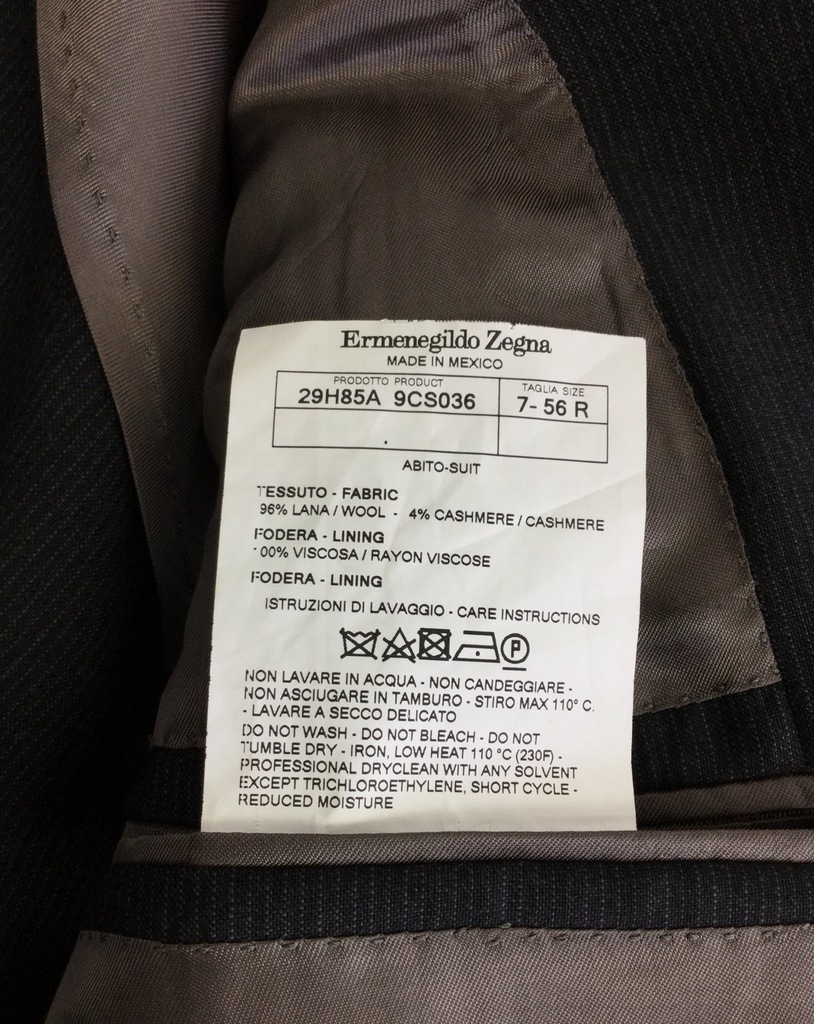 Ermenegildo Zegna
MADE IN MEXICO
PRODOTTO PRODUCT
29H85A 9CS036
TAGLIA SIZE
7- 56 R
ABITO-SUIT
TESSUTO - FABRIC
96% LANA / WOOL - 4% CASHMERE / CASHMERE
FODERA - LINING
100% VISCOSA / RAYON VISCOSE
FODERA - LINING
ISTRUZIONI DI LAVAGGIO - CARE INSTRUCTIONS
P
NON LAVARE IN ACQUA - NON CANDEGGIARE -
NON ASCIUGARE IN TAMBURO - STIRO MAX 110° C.
- LAVARE A SECCO DELICATO
DO NOT WASH - DO NOT BLEACH - DO NOT
TUMBLE DRY - IRON, LOW HEAT 110 °C (230F) -
PROFESSIONAL DRYCLEAN WITH ANY SOLVENT
EXCEPT TRICHLOROETHYLENE, SHORT CYCLE -
REDUCED MOISTURE